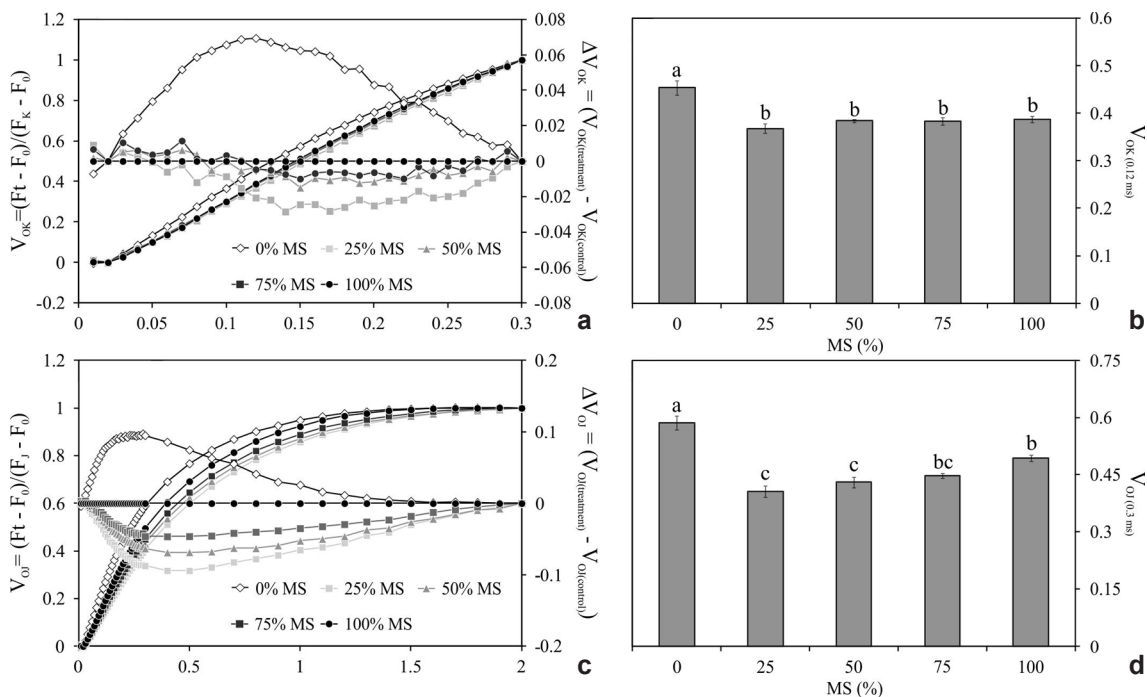 V_OK=(Ft - F_0)/(F_K - F_0)
1.2
1
0.8
0.6
0.4
0.2
0
-0.2
0
0.05
0.1
0.15
0.2
0.25
0.3
0.08
0.06
0.04
0.02
0
-0.02
-0.04
-0.06
-0.08
ΔV_OK = (V_OK(treatment) - V_OK(control))
0% MS
25% MS
50% MS
75% MS
100% MS
a
a
b
b
b
b
0.6
0.5
0.4
0.3
0.2
0.1
0
V_OK (0.12 ms)
0
25
50
75
100
MS (%)
b
V_OJ= (Ft - F_0)/(F_J - F_0)
1.2
1
0.8
0.6
0.4
0.2
0
0
0.5
1
1.5
2
0.2
0.1
0
-0.1
-0.2
ΔV_OJ = (V_OJ(treatment) - V_OJ(control))
0% MS
25% MS
50% MS
75% MS
100% MS
c
a
c
c
bc
b
0.75
0.6
0.45
0.3
0.15
0
V_OJ (0.3 ms)
0
25
50
75
100
MS (%)
d